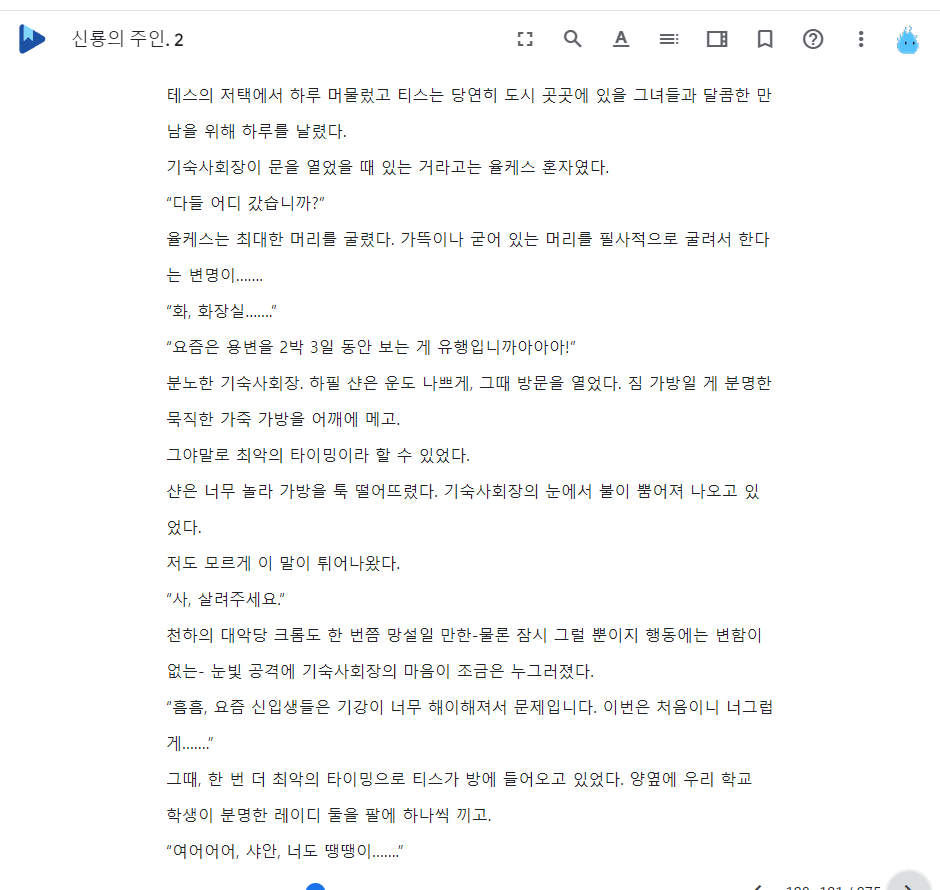 신룡의 주인. 2
테스의 저택에서 하루 머물렀고 티스는 당연히 도시 곳곳에 있을 그녀들과 달콤한 만
남을 위해 하루를 날렸다.
기숙사회장이 문을 열었을 때 있는 거라고는 율케스 혼자였다.
“다들 어디 갔습니까?”
율케스는 최대한 머리를 굴렸다. 가뜩이나 굳어 있는 머리를 필사적으로 굴려서 한다
는 변명이…….
“화, 화장실…….”
“요즘은 용변을 2박 3일 동안 보는 게 유행입니까아아아!”
분노한 기숙사회장. 하필 샨은 운도 나쁘게, 그때 방문을 열었다. 짐 가방일 게 분명한
묵직한 가죽 가방을 어깨에 메고.
그야말로 최악의 타이밍이라 할 수 있었다.
샨은 너무 놀라 가방을 툭 떨어뜨렸다. 기숙사회장의 눈에서 불이 뿜어져 나오고 있
었다.
저도 모르게 이 말이 튀어나왔다.
“사, 살려주세요.”
천하의 대악당 크롬도 한 번쯤 망설일 만한-물론 잠시 그럴 뿐이지 행동에는 변함이
없는- 눈빛 공격에 기숙사회장의 마음이 조금은 누그러졌다.
“흠흠, 요즘 신입생들은 기강이 너무 해이해져서 문제입니다. 이번은 처음이니 너그럽
게…….”
그때, 한 번 더 최악의 타이밍으로 티스가 방에 들어오고 있었다. 양옆에 우리 학교
학생이 분명한 레이디 둘을 팔에 하나씩 끼고.
“여어어어, 샤안, 너도 땡땡이…….”